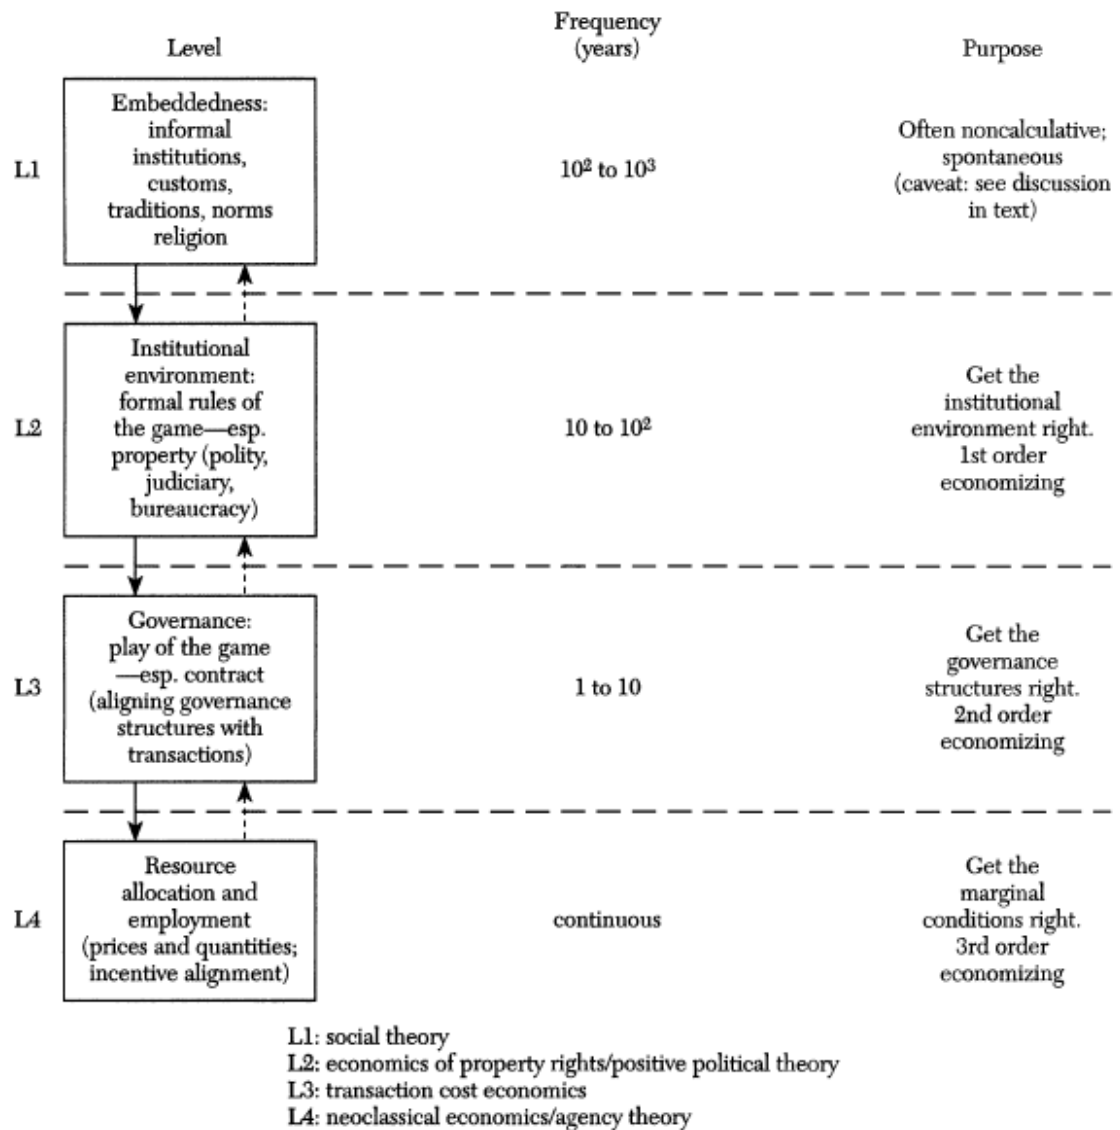 Level
Frequency
(years)
Purpose
L1
Embeddedness:
informal
institutions,
customs,
traditions, norms
religion
10² to 10³
Often noncalculative;
spontaneous
(caveat: see discussion
in text)
L2
Institutional
environment:
formal rules of
the game—esp.
property (polity,
judiciary,
bureaucracy)
10 to 10²
Get the
institutional
environment right.
1st order
economizing
L3
Governance:
play of the game
—esp. contract
(aligning governance
structures with
transactions)
1 to 10
Get the
governance
structures right.
2nd order
economizing
L4
Resource
allocation and
employment
(prices and quantities;
incentive alignment)
continuous
Get the
marginal
conditions right.
3rd order
economizing
L1: social theory
L2: economics of property rights/positive political theory
L3: transaction cost economics
L4: neoclassical economics/agency theory